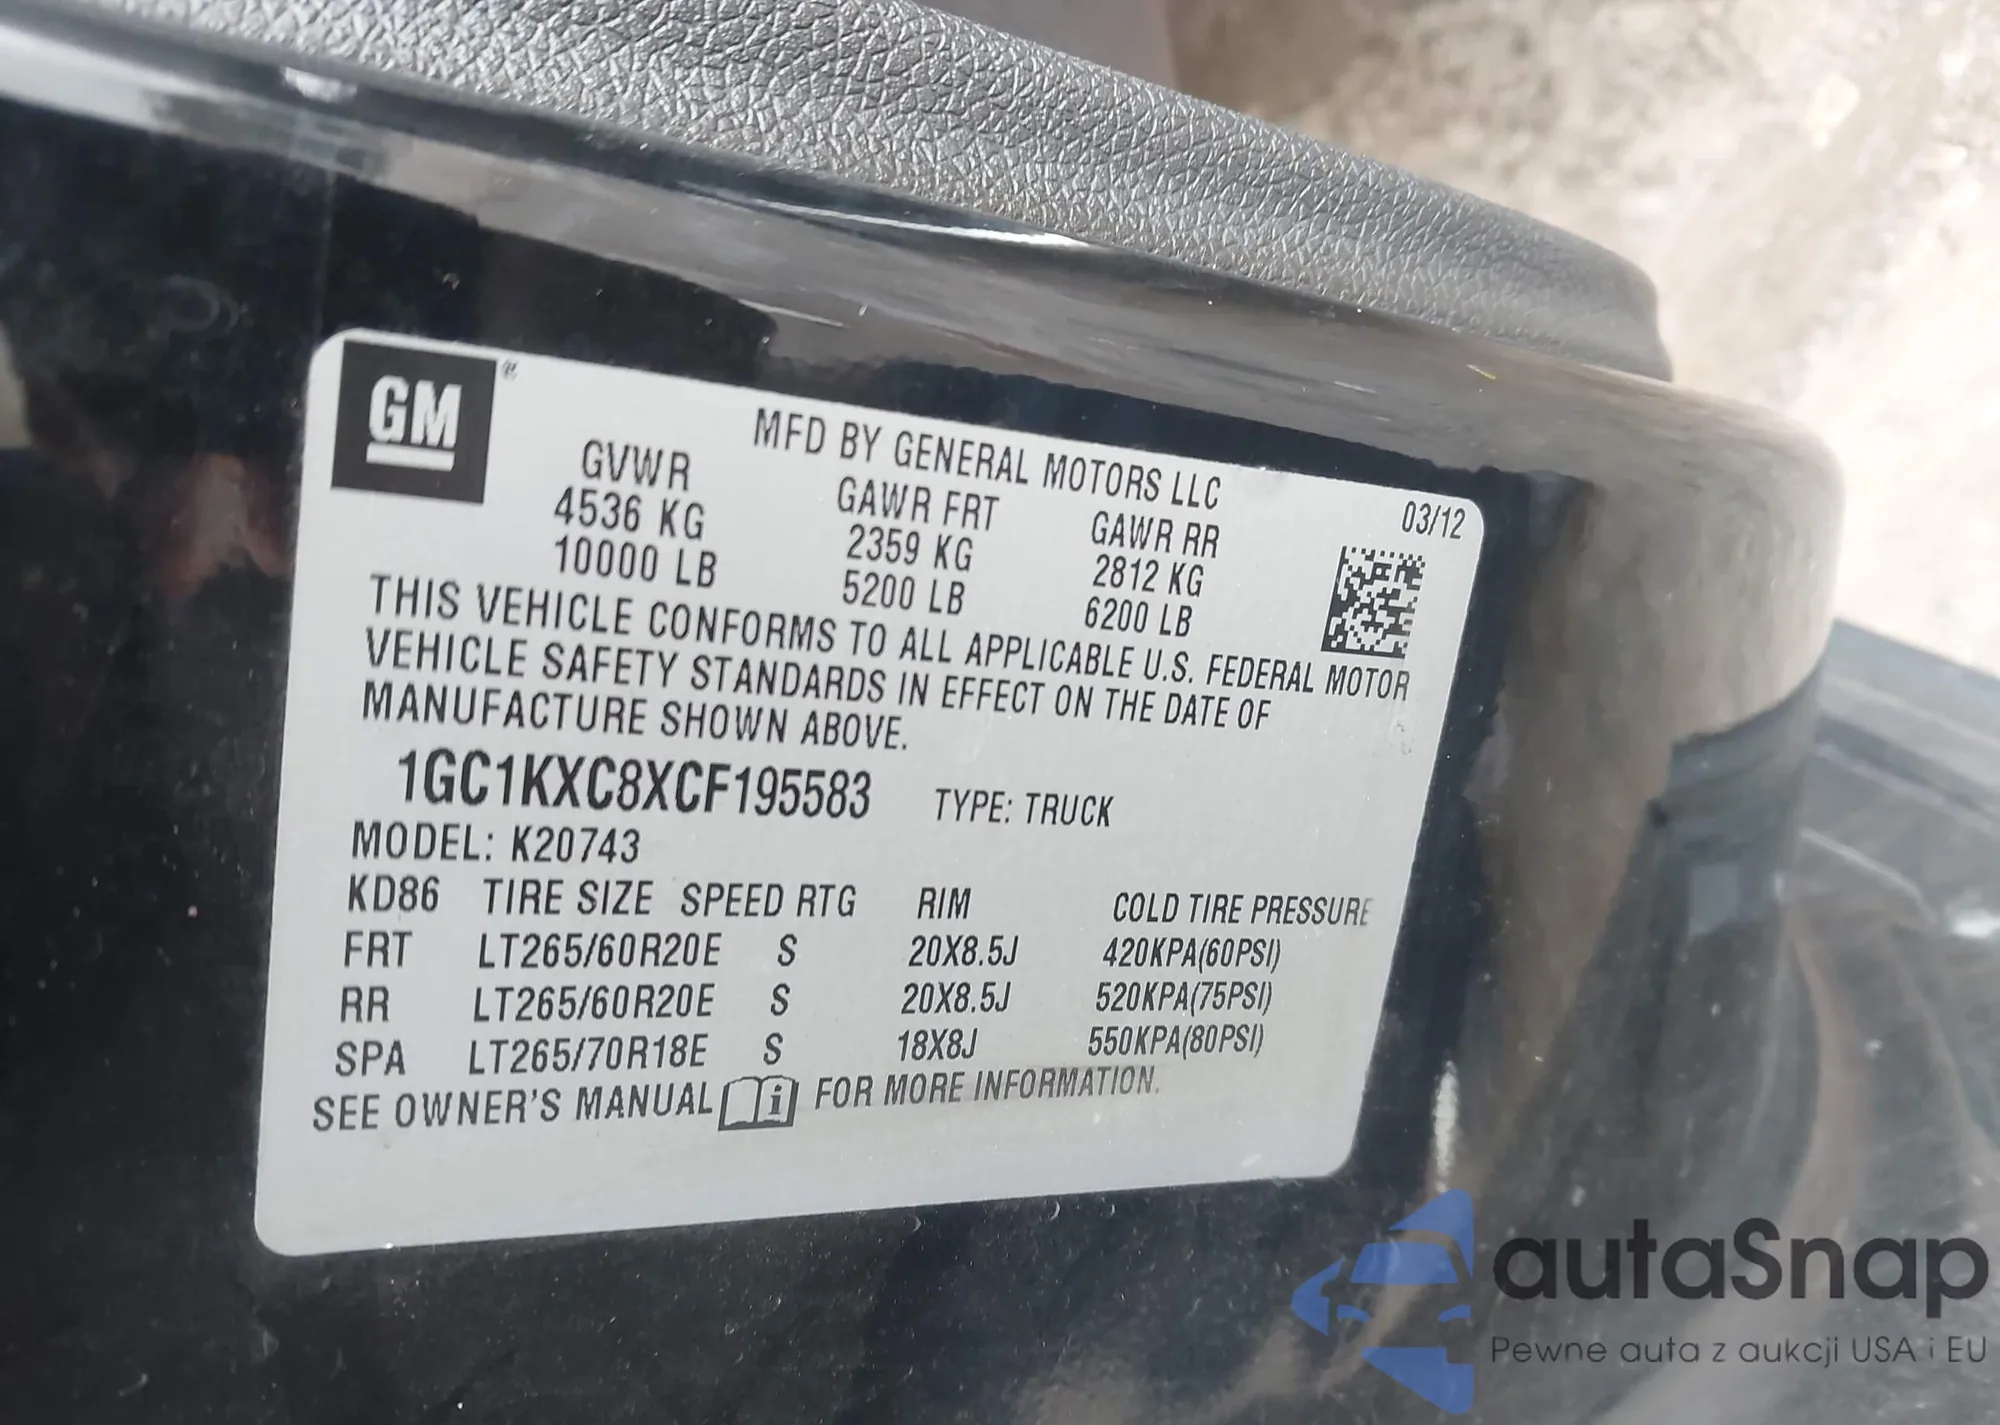 GM®
MFD BY GENERAL MOTORS LLC
03/12
GVWR GAWR FRT GAWR RR
4536 KG 2359 KG 2812 KG
10000 LB 5200 LB 6200 LB
THIS VEHICLE CONFORMS TO ALL APPLICABLE U.S. FEDERAL MOTOR
VEHICLE SAFETY STANDARDS IN EFFECT ON THE DATE OF
MANUFACTURE SHOWN ABOVE.
1GC1KXC8XCF195583 TYPE: TRUCK
MODEL: K20743
KD86 TIRE SIZE SPEED RTG RIM COLD TIRE PRESSURE
FRT LT265/60R20E S 20X8.5J 420KPA(60PSI)
RR LT265/60R20E S 20X8.5J 520KPA(75PSI)
SPA LT265/70R18E S 18X8J 550KPA(80PSI)
SEE OWNER'S MANUAL i FOR MORE INFORMATION.
autaSnap
Pewne auta z aukcji USA i EU